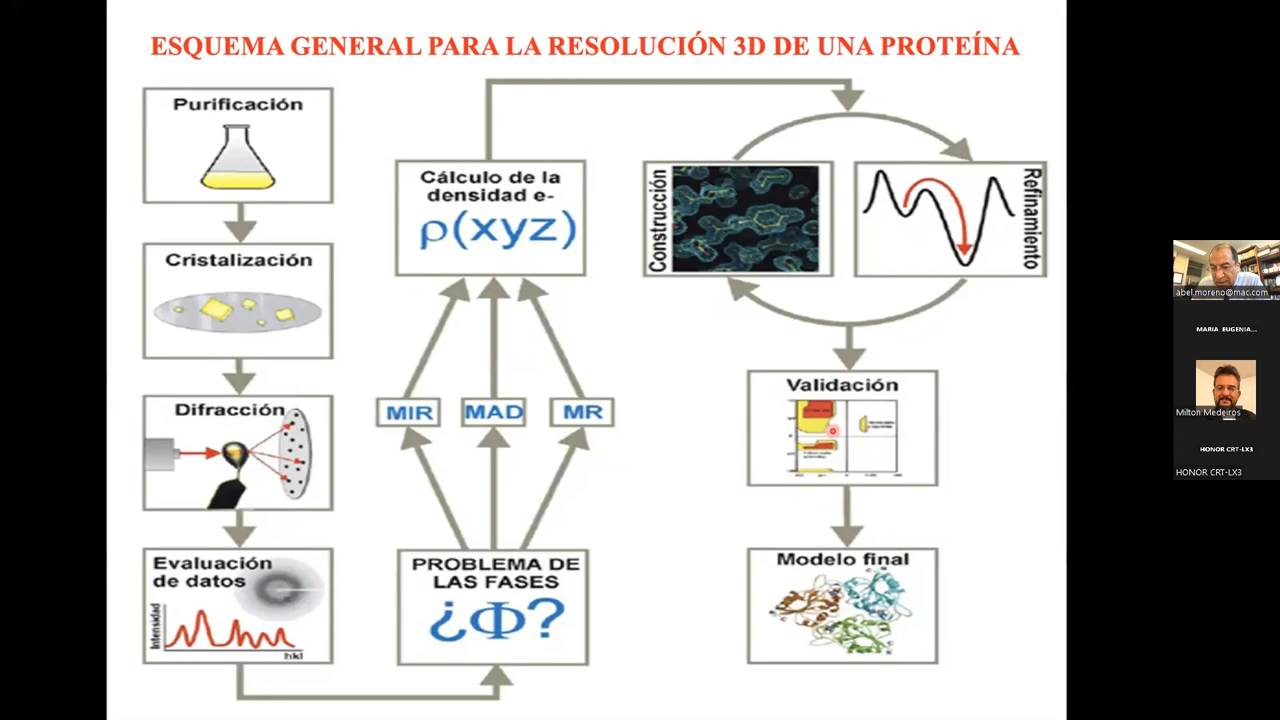 ESQUEMA GENERAL PARA LA RESOLUCIÓN 3D DE UNA PROTEÍNA
Purificación
Cristalización
Difracción
Evaluación
de datos
Intensidad
hkl
PROBLEMA DE
LAS FASES
¿Φ?
MIR
MAD
MR
Cálculo de la
densidad e-
ρ(xyz)
Construcción
Refinamiento
Validación
Modelo final
abel.moreno@mac.com
MARIA EUGENIA...
Milton Medeiros
HONOR CRT-LX3
HONOR CRT-LX3